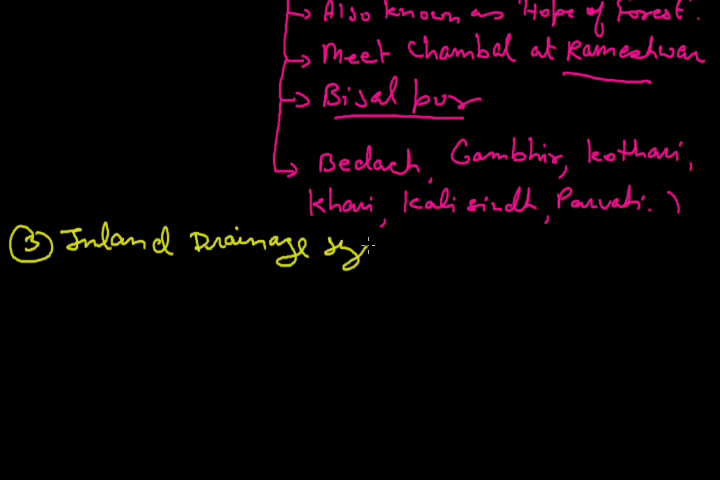 Also known as 'Hope of Forest'.
Meet Chambal at Rameshwar
Bisalpur
Bedach, Gambhir, Kothari,
Khari, Kali sindh, Parvati.)
③ Inland Drainage sy